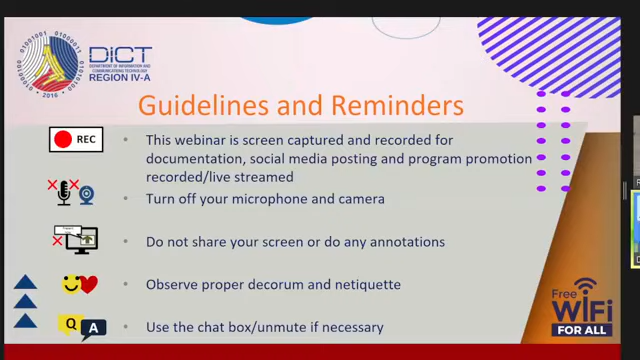 DICT
DEPARTMENT OF INFORMATION AND
COMMUNICATIONS TECHNOLOGY
REGION IV-A
2016
Guidelines and Reminders
REC
• This webinar is screen captured and recorded for
documentation, social media posting and program promotion
recorded/live streamed
• Turn off your microphone and camera
• Do not share your screen or do any annotations
• Observe proper decorum and netiquette
Q A
• Use the chat box/unmute if necessary
Free
WiFi
FOR ALL